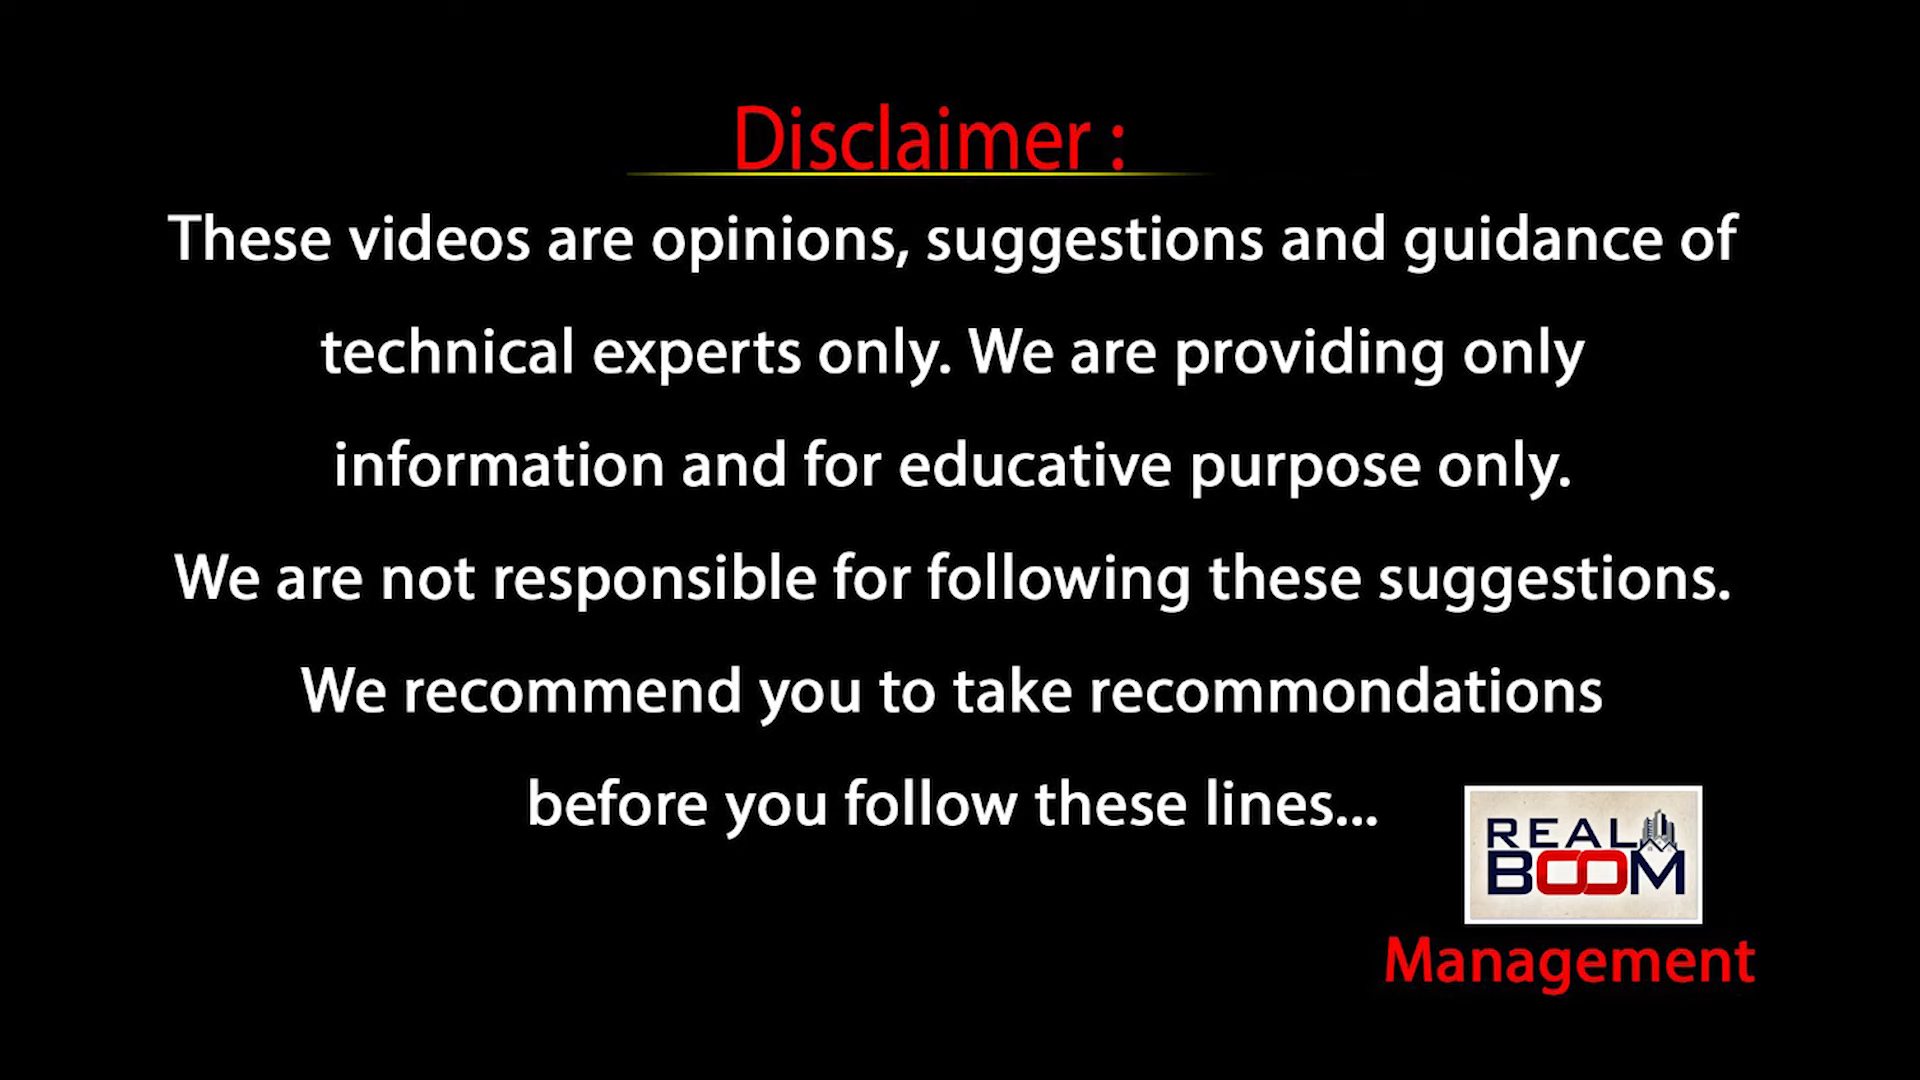 Disclaimer :
These videos are opinions, suggestions and guidance of
technical experts only. We are providing only
information and for educative purpose only.
We are not responsible for following these suggestions.
We recommend you to take recommondations
before you follow these lines...
REAL
BOOM
Management